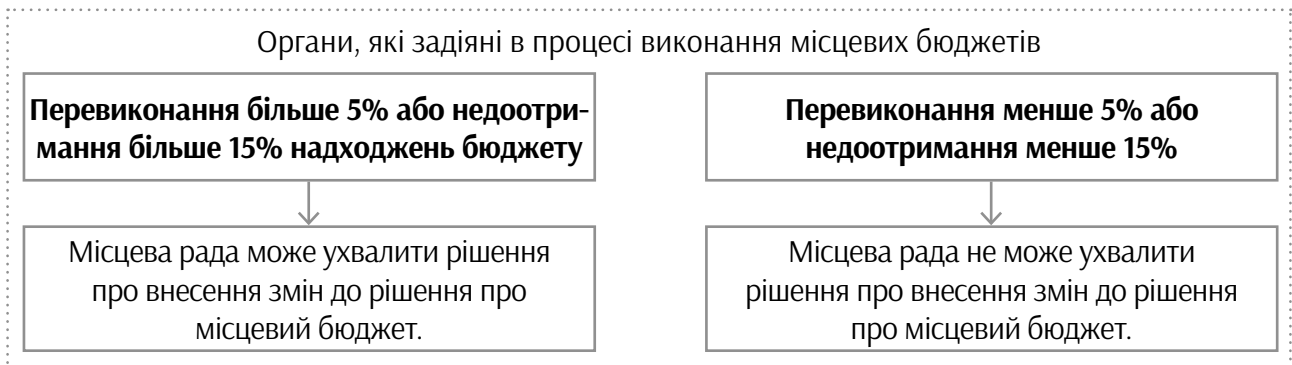 Органи, які задіяні в процесі виконання місцевих бюджетів
Перевиконання більше 5% або недоотри-
мання більше 15% надходжень бюджету
Місцева рада може ухвалити рішення
про внесення змін до рішення про
місцевий бюджет.
Перевиконання менше 5% або
недоотримання менше 15%
Місцева рада не може ухвалити
рішення про внесення змін до рішення
про місцевий бюджет.